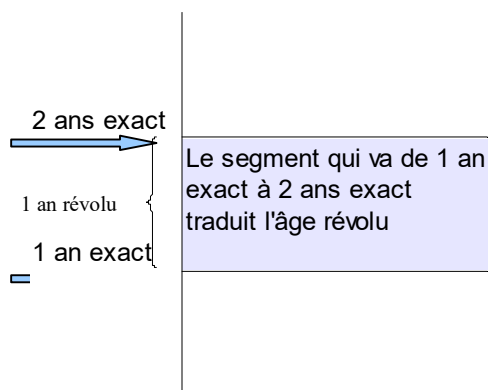 2 ans exact
Le segment qui va de 1 an
exact à 2 ans exact
traduit l'âge révolu
1 an révolu
1 an exact